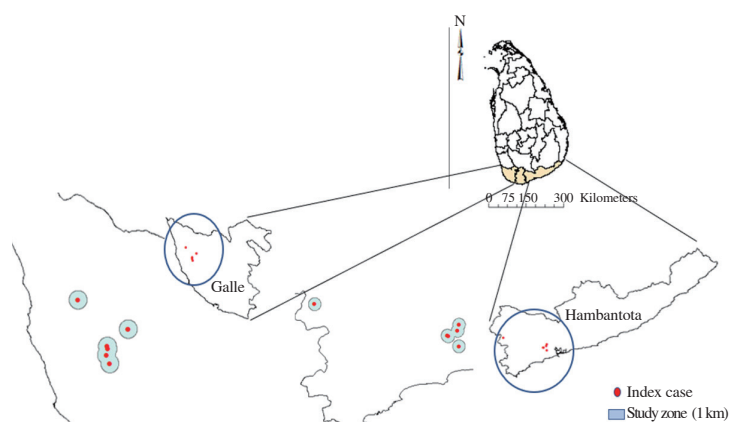 N
0 75 150 300 Kilometers
Galle
Hambantota
Index case
Study zone (1 km)